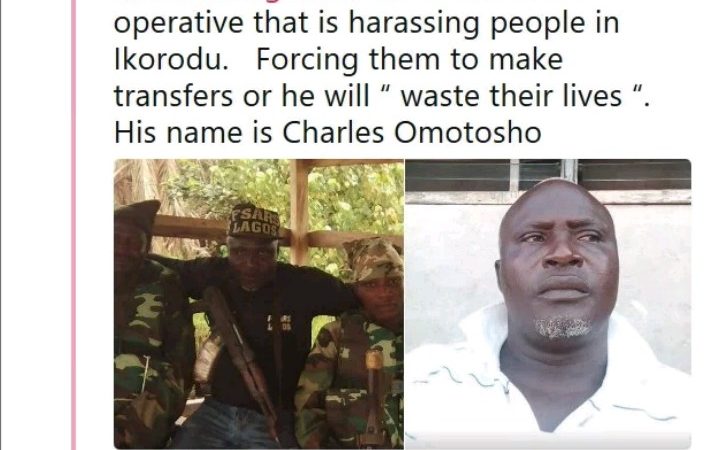 operative that is harassing people in
Ikorodu.   Forcing them to make
transfers or he will “ waste their lives “.
His name is Charles Omotosho
FSARS
LAGOS